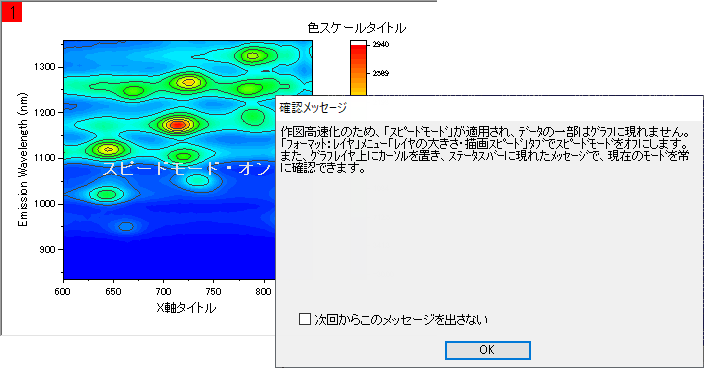 1
色スケールタイトル
2940
2589
1300
1200
1100
1000
900
Emission Wavelength (nm)
スピードモード・オン
600
650
700
750
800
X軸タイトル
確認メッセージ
作図高速化のため、「スピードモード」が適用され、データの一部はグラフに現れません。
「フォーマット：レイヤ」メニュー「レイヤの大きさ・描画スピード」タブでスピードモードをオフにします。
また、グラフレイヤ上にカーソルを置き、ステータスバーに現れたメッセージで、現在のモードを常
に確認できます。
次回からこのメッセージを出さない
OK